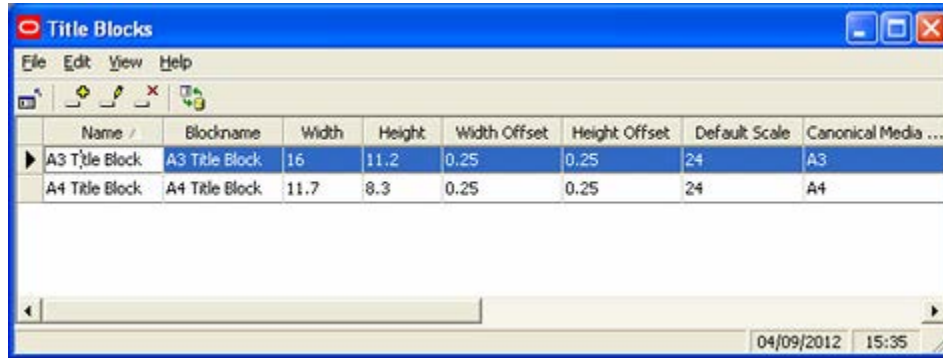 Title Blocks
File Edit View Help
Name Blockname Width Height Width Offset Height Offset Default Scale Canonical Media ...
A3 Title Block A3 Title Block 16 11.2 0.25 0.25 24 A3
A4 Title Block A4 Title Block 11.7 8.3 0.25 0.25 24 A4
04/09/2012 15:35